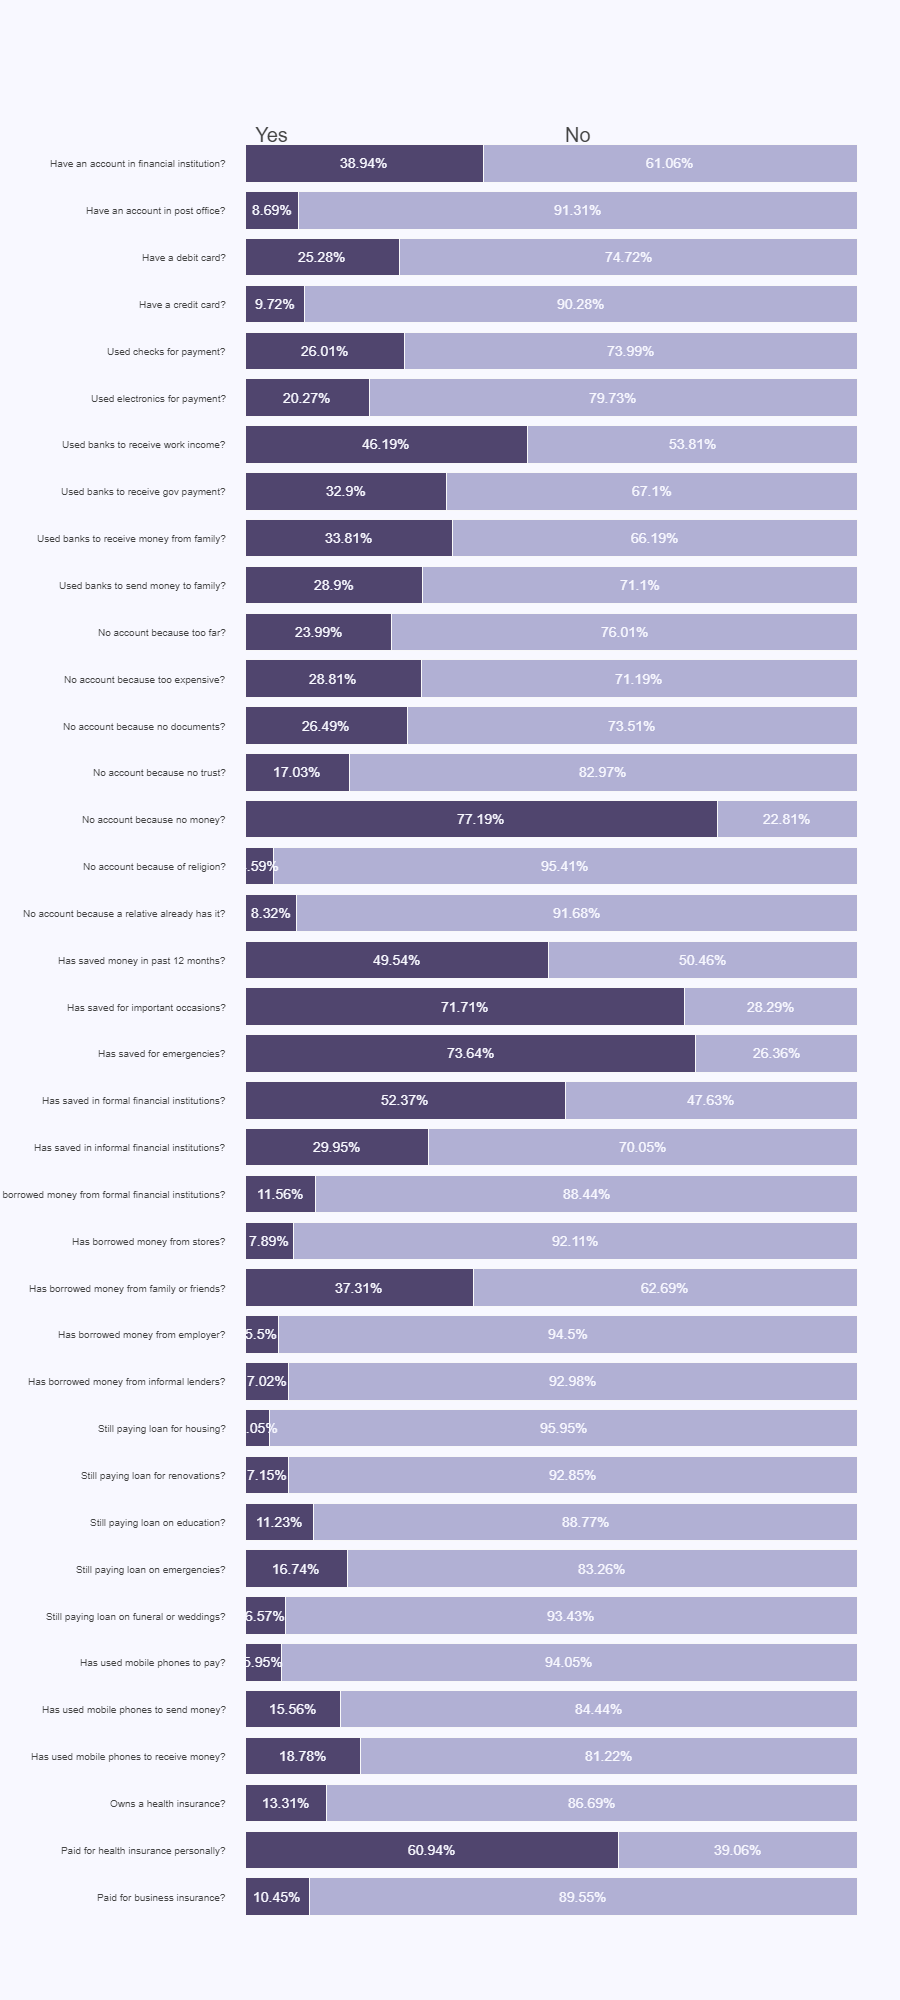 Yes No
Have an account in financial institution? 38.94% 61.06%
Have an account in post office? 8.69% 91.31%
Have a debit card? 25.28% 74.72%
Have a credit card? 9.72% 90.28%
Used checks for payment? 26.01% 73.99%
Used electronics for payment? 20.27% 79.73%
Used banks to receive work income? 46.19% 53.81%
Used banks to receive gov payment? 32.9% 67.1%
Used banks to receive money from family? 33.81% 66.19%
Used banks to send money to family? 28.9% 71.1%
No account because too far? 23.99% 76.01%
No account because too expensive? 28.81% 71.19%
No account because no documents? 26.49% 73.51%
No account because no trust? 17.03% 82.97%
No account because no money? 77.19% 22.81%
No account because of religion? .59% 95.41%
No account because a relative already has it? 8.32% 91.68%
Has saved money in past 12 months? 49.54% 50.46%
Has saved for important occasions? 71.71% 28.29%
Has saved for emergencies? 73.64% 26.36%
Has saved in formal financial institutions? 52.37% 47.63%
Has saved in informal financial institutions? 29.95% 70.05%
borrowed money from formal financial institutions? 11.56% 88.44%
Has borrowed money from stores? 7.89% 92.11%
Has borrowed money from family or friends? 37.31% 62.69%
Has borrowed money from employer? 5.5% 94.5%
Has borrowed money from informal lenders? 7.02% 92.98%
Still paying loan for housing? .05% 95.95%
Still paying loan for renovations? 7.15% 92.85%
Still paying loan on education? 11.23% 88.77%
Still paying loan on emergencies? 16.74% 83.26%
Still paying loan on funeral or weddings? 6.57% 93.43%
Has used mobile phones to pay? 5.95% 94.05%
Has used mobile phones to send money? 15.56% 84.44%
Has used mobile phones to receive money? 18.78% 81.22%
Owns a health insurance? 13.31% 86.69%
Paid for health insurance personally? 60.94% 39.06%
Paid for business insurance? 10.45% 89.55%